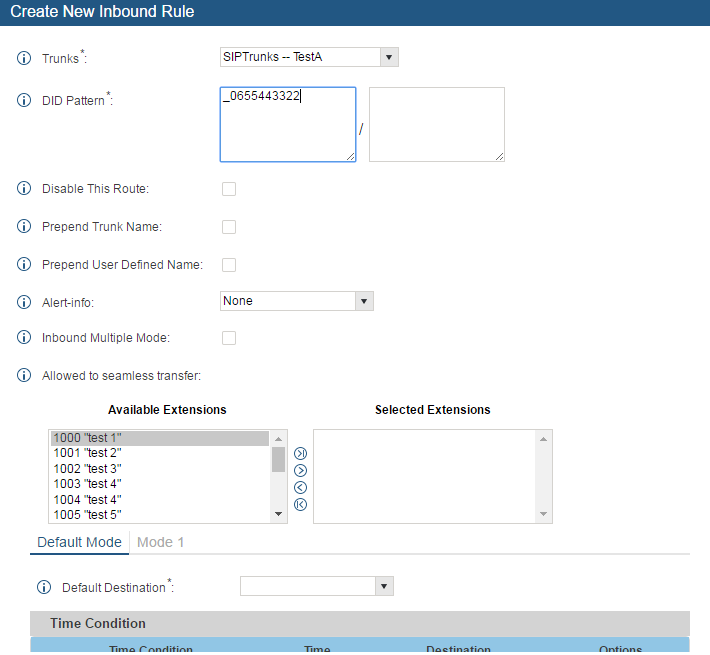 Create New Inbound Rule
Trunks*: SIPTrunks -- TestA
DID Pattern*: _0655443322 /
Disable This Route:
Prepend Trunk Name:
Prepend User Defined Name:
Alert-info: None
Inbound Multiple Mode:
Allowed to seamless transfer:
Available Extensions Selected Extensions
1000 "test 1"
1001 "test 2"
1002 "test 3"
1003 "test 4"
1004 "test 4"
1005 "test 5"
Default Mode Mode 1
Default Destination*:
Time Condition
Time Condition Time Destination Options